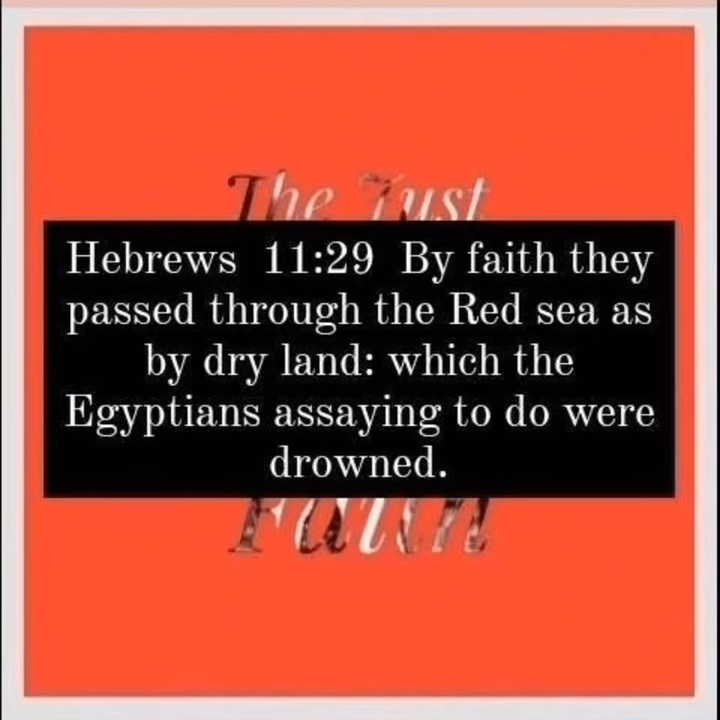 The Just
Hebrews 11:29 By faith they
passed through the Red sea as
by dry land: which the
Egyptians assaying to do were
drowned.
Faith